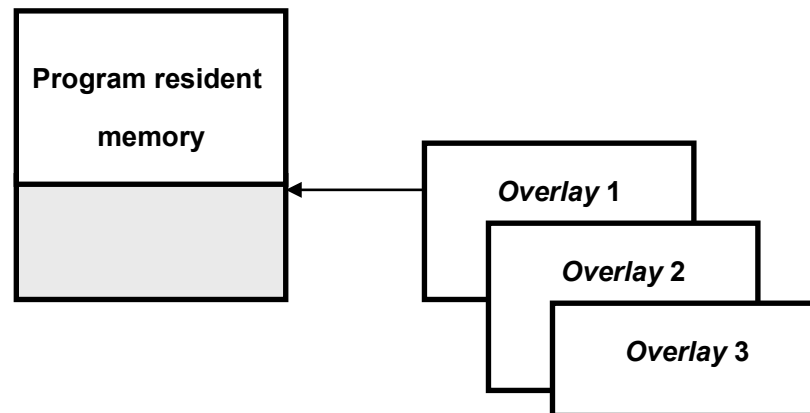 Program resident
memory
Overlay 1
Overlay 2
Overlay 3